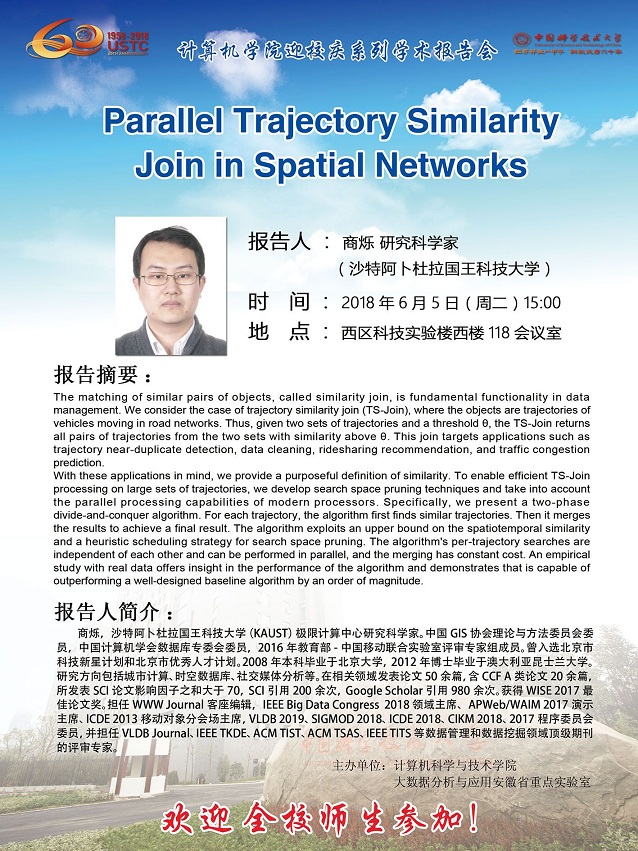 1958-2018
USTC
计算机学院迎校庆系列学术报告会
中国科学技术大学
University of Science and Technology of China
Parallel Trajectory Similarity
Join in Spatial Networks
报告人 : 商烁 研究科学家
（沙特阿卜杜拉国王科技大学）
时 间 : 2018 年 6 月 5 日（周二）15:00
地 点 : 西区科技实验楼西楼 118 会议室
报告摘要：
The matching of similar pairs of objects, called similarity join, is fundamental functionality in data
management. We consider the case of trajectory similarity join (TS-Join), where the objects are trajectories of
vehicles moving in road networks. Thus, given two sets of trajectories and a threshold θ, the TS-Join returns
all pairs of trajectories from the two sets with similarity above θ. This join targets applications such as
trajectory near-duplicate detection, data cleaning, ridesharing recommendation, and traffic congestion
prediction.
With these applications in mind, we provide a purposeful definition of similarity. To enable efficient TS-Join
processing on large sets of trajectories, we develop search space pruning techniques and take into account
the parallel processing capabilities of modern processors. Specifically, we present a two-phase
divide-and-conquer algorithm. For each trajectory, the algorithm first finds similar trajectories. Then it merges
the results to achieve a final result. The algorithm exploits an upper bound on the spatiotemporal similarity
and a heuristic scheduling strategy for search space pruning. The algorithm's per-trajectory searches are
independent of each other and can be performed in parallel, and the merging has constant cost. An empirical
study with real data offers insight in the performance of the algorithm and demonstrates that is capable of
outperforming a well-designed baseline algorithm by an order of magnitude.
报告人简介：
商烁，沙特阿卜杜拉国王科技大学（KAUST）极限计算中心研究科学家。中国 GIS 协会理论与方法委员会委
员，中国计算机学会数据库专委会委员，2016 年教育部 - 中国移动联合实验室评审专家组成员。曾入选北京市
科技新星计划和北京市优秀人才计划。2008 年本科毕业于北京大学，2012 年博士毕业于澳大利亚昆士兰大学。
研究方向包括城市计算、时空数据库、社交媒体分析等。在相关领域发表论文 50 余篇，含 CCF A 类论文 20 余篇，
所发表 SCI 论文影响因子之和大于 70，SCI 引用 200 余次，Google Scholar 引用 980 余次。获得 WISE 2017 最
佳论文奖。担任 WWW Journal 客座编辑，IEEE Big Data Congress 2018 领域主席、APWeb/WAIM 2017 演示
主席、ICDE 2013 移动对象分会场主席，VLDB 2019、SIGMOD 2018、ICDE 2018、CIKM 2018、2017 程序委员会
委员，并担任 VLDB Journal、IEEE TKDE、ACM TIST、ACM TSAS、IEEE TITS 等数据管理和数据挖掘领域顶级期刊
的评审专家。
主办单位：计算机科学与技术学院
大数据分析与应用安徽省重点实验室
欢迎全校师生参加！